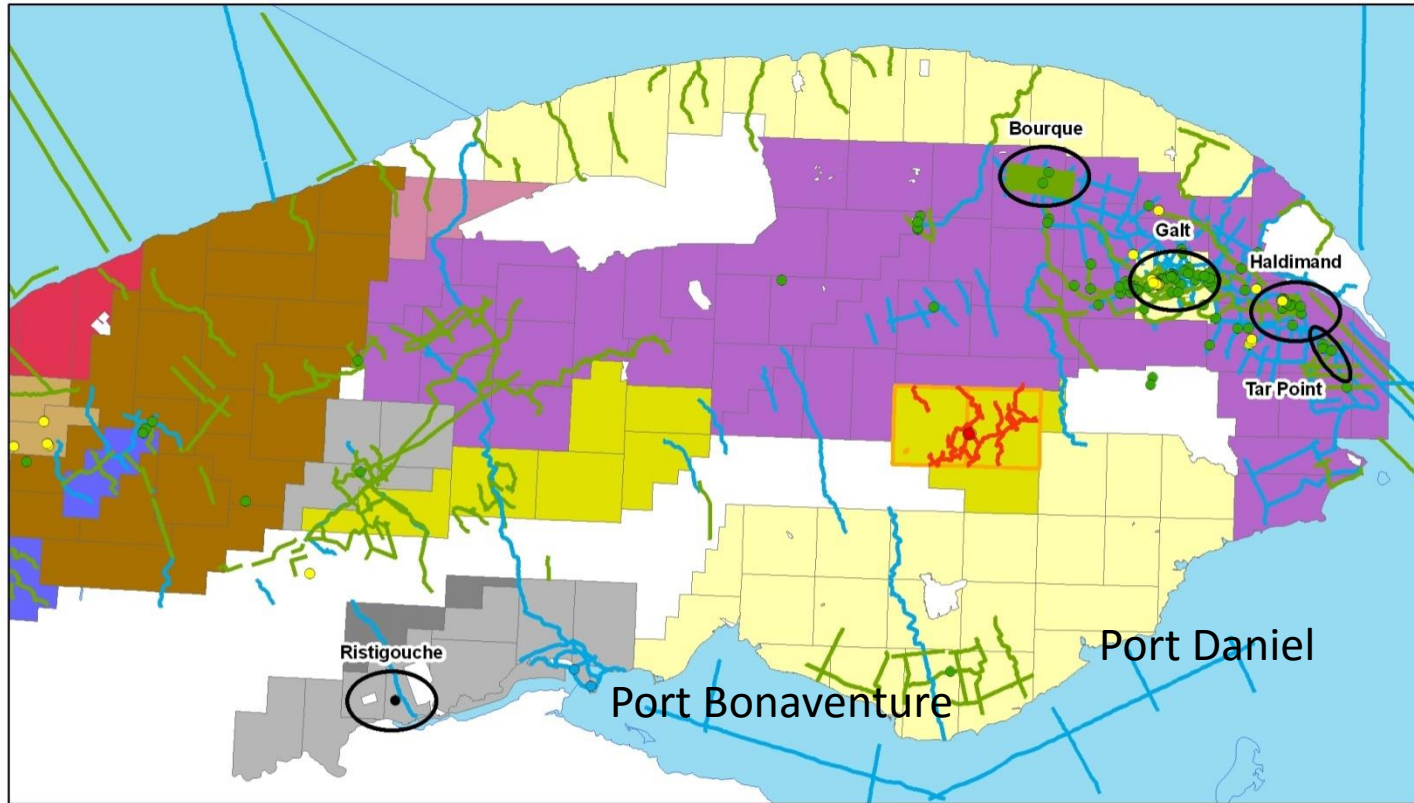 Bourque
Galt
Haldimand
Tar Point
Ristigouche
Port Daniel
Port Bonaventure